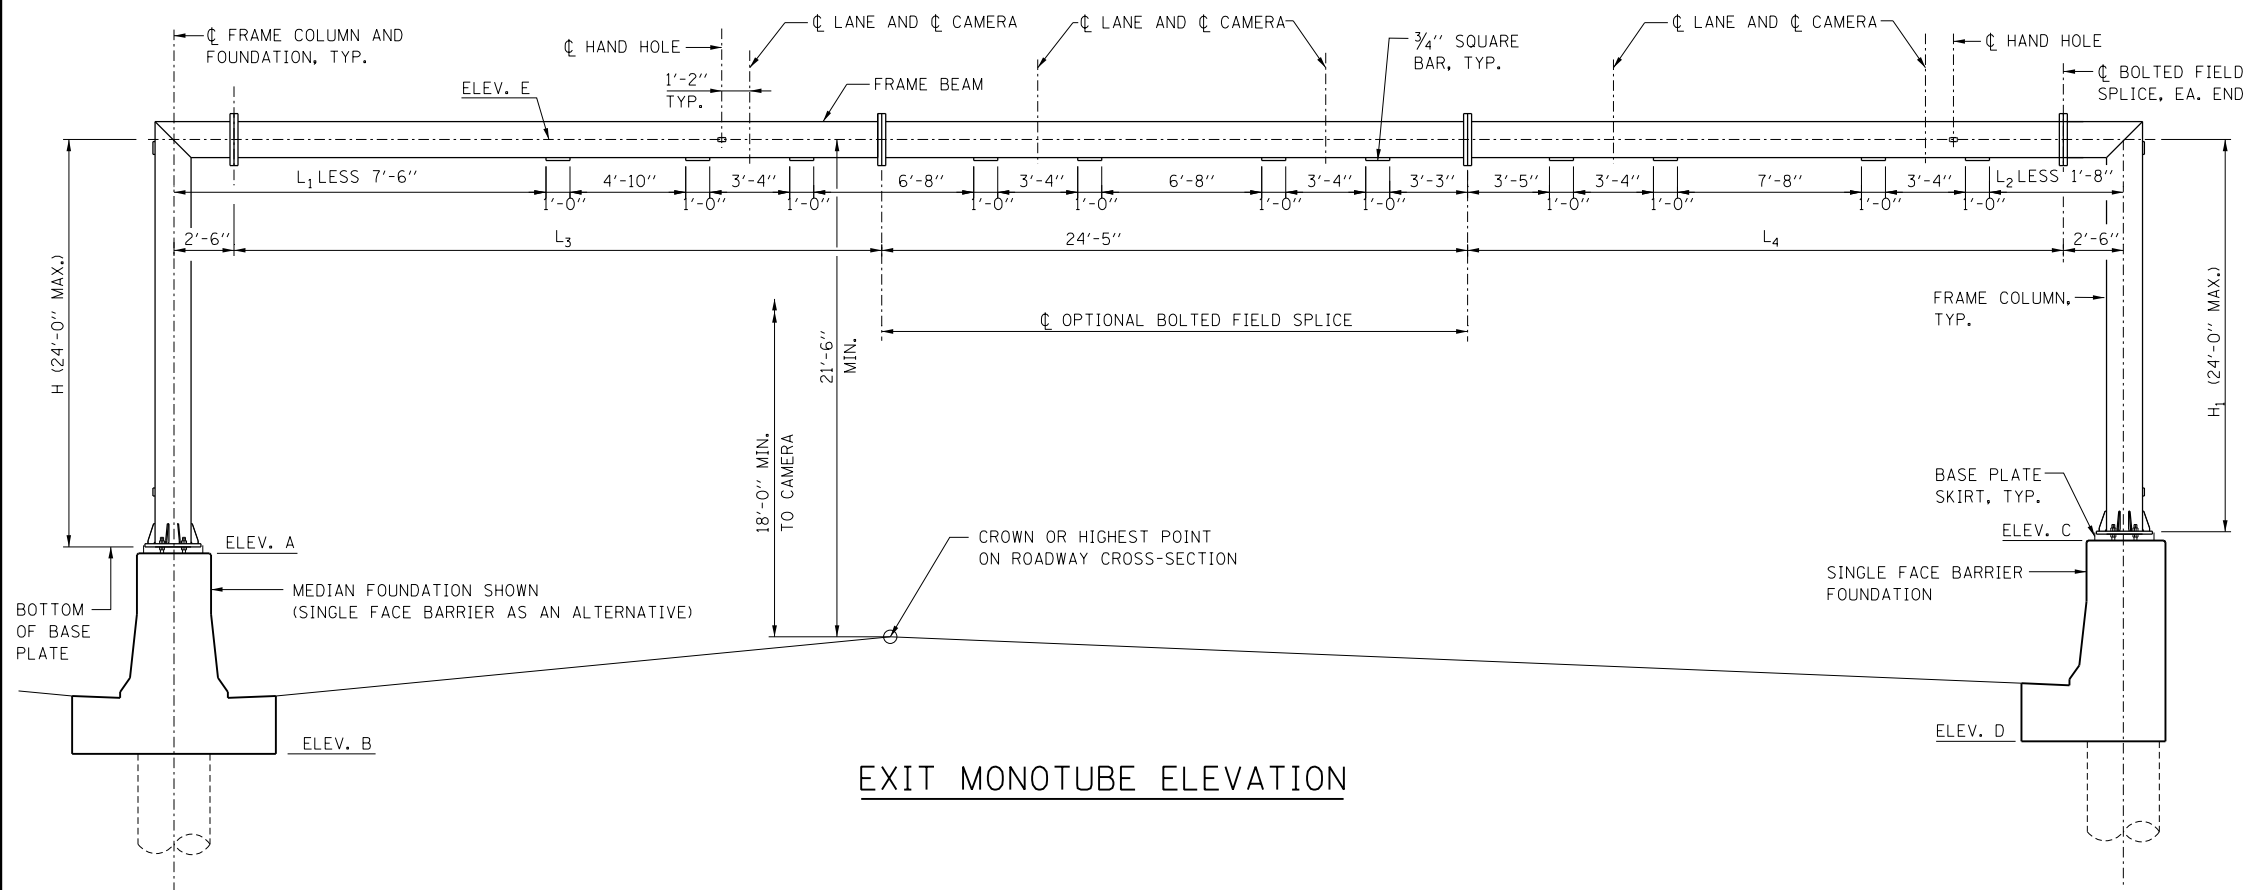 ℄ FRAME COLUMN AND
FOUNDATION, TYP.
℄ HAND HOLE
℄ LANE AND ℄ CAMERA
℄ LANE AND ℄ CAMERA
3/4'' SQUARE
BAR, TYP.
℄ LANE AND ℄ CAMERA
℄ HAND HOLE
℄ BOLTED FIELD
SPLICE, EA. END
ELEV. E
1'-2''
TYP.
FRAME BEAM
L1 LESS 7'-6''
4'-10''
3'-4''
6'-8''
3'-4''
6'-8''
3'-4''
3'-3''
3'-5''
3'-4''
7'-8''
3'-4''
L2 LESS 1'-8''
1'-0''
1'-0''
1'-0''
1'-0''
1'-0''
1'-0''
1'-0''
1'-0''
1'-0''
1'-0''
1'-0''
2'-6''
L3
24'-5''
L4
2'-6''
H (24'-0'' MAX.)
℄ OPTIONAL BOLTED FIELD SPLICE
21'-6''
MIN.
18'-0'' MIN.
TO CAMERA
FRAME COLUMN,
TYP.
H1 (24'-0'' MAX.)
BASE PLATE
SKIRT, TYP.
ELEV. A
CROWN OR HIGHEST POINT
ON ROADWAY CROSS-SECTION
ELEV. C
MEDIAN FOUNDATION SHOWN
(SINGLE FACE BARRIER AS AN ALTERNATIVE)
SINGLE FACE BARRIER
FOUNDATION
BOTTOM
OF BASE
PLATE
ELEV. B
ELEV. D
EXIT MONOTUBE ELEVATION